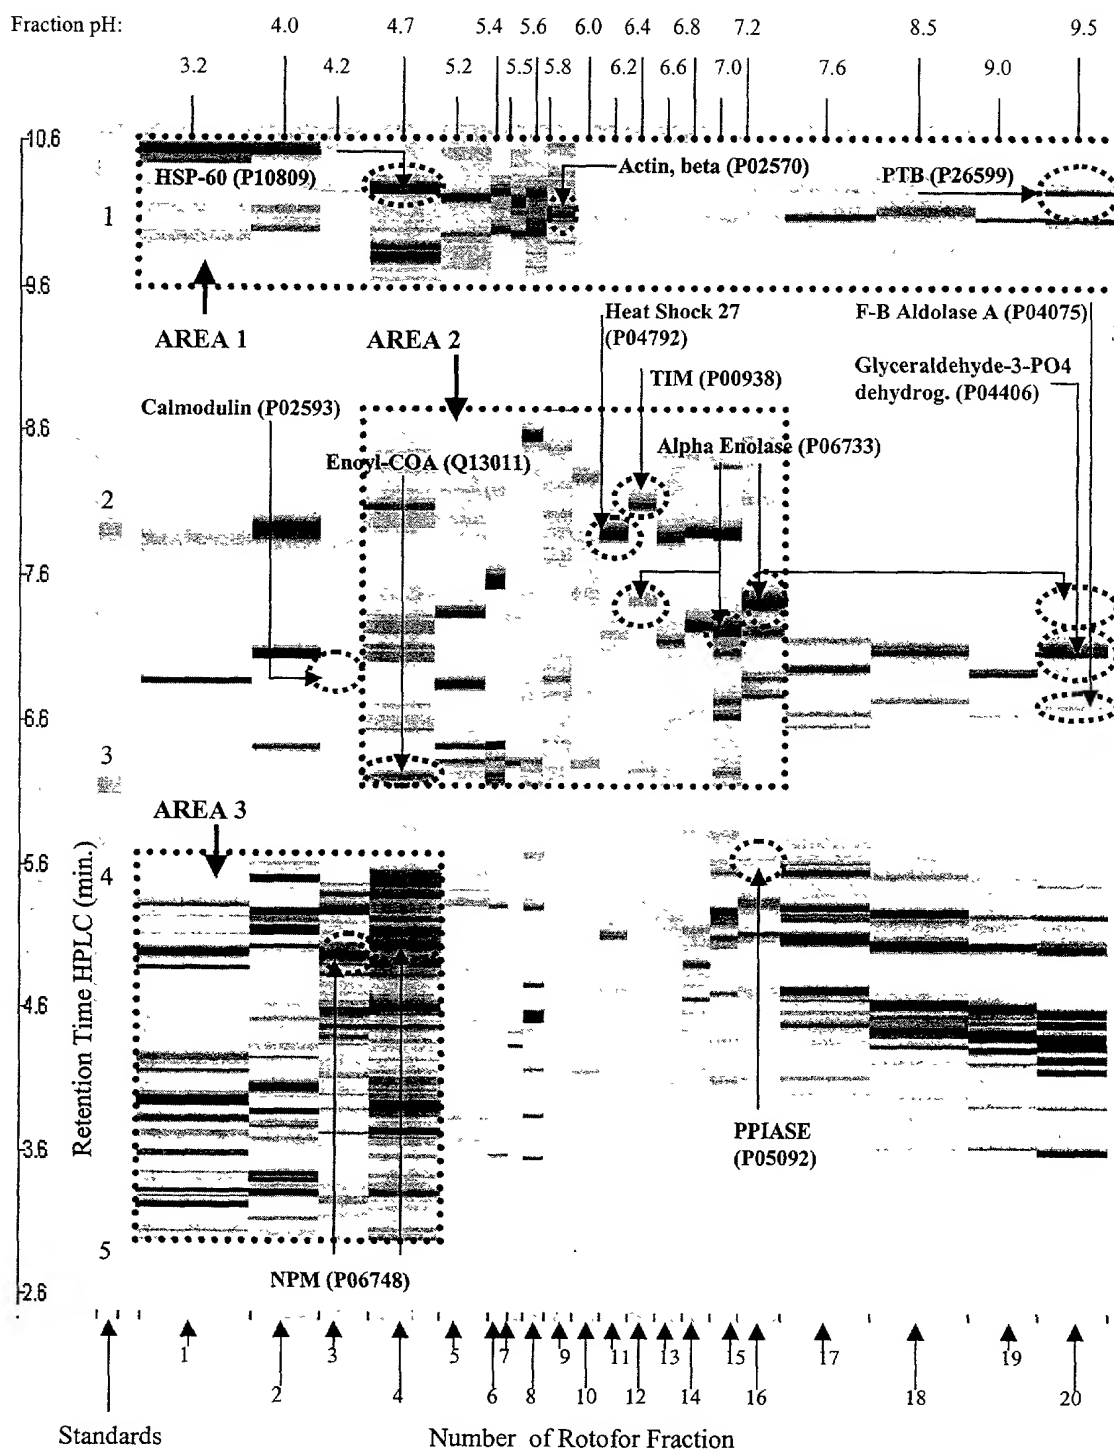 Fraction pH:
4.0 4.7 5.4 5.6 6.0 6.4 6.8 7.2 8.5 9.5
3.2 4.2 5.2 5.5 5.8 6.2 6.6 7.0 7.6 9.0
10.6
HSP-60 (P10809)
Actin, beta (P02570)
PTB (P26599)
1
9.6
AREA 1
AREA 2
Heat Shock 27
(P04792)
F-B Aldolase A (P04075)
TIM (P00938)
Glyceraldehyde-3-PO4
dehydrog. (P04406)
Calmodulin (P02593)
8.6
Alpha Enolase (P06733)
Enoyl-COA (Q13011)
2
7.6
6.6
3
AREA 3
5.6
4
Retention Time HPLC (min.)
4.6
3.6
PPIASE
(P05092)
5
NPM (P06748)
2.6
1 3 5 7 9 11 13 15 17 19
2 4 6 8 10 12 14 16 18 20
Standards
Number of Rotofor Fraction